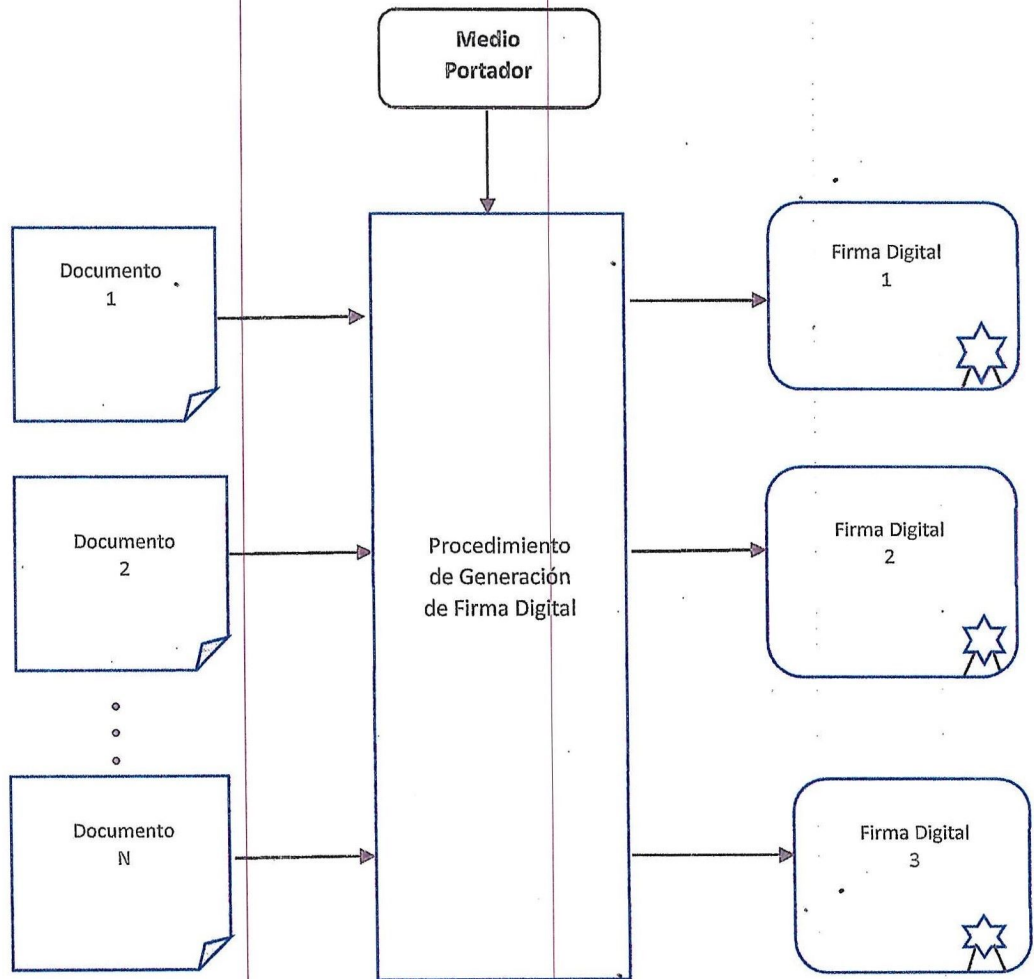 Medio
Portador
Documento
1
Firma Digital
1
Documento
2
Procedimiento
de Generación
de Firma Digital
Firma Digital
2
Documento
N
Firma Digital
3